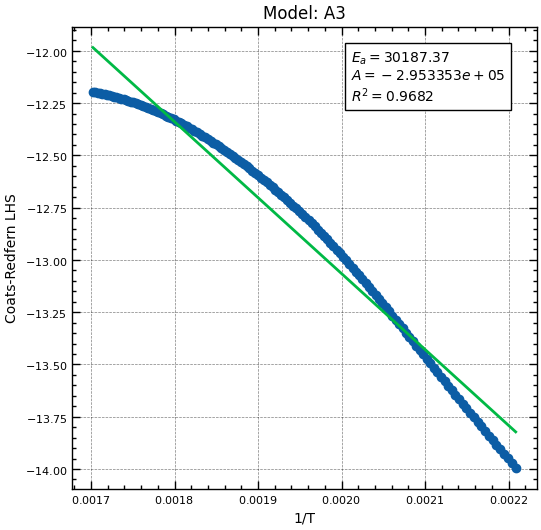 Model: A3
E_a = 30187.37
A = −2.953353e + 05
R² = 0.9682
Coats-Redfern LHS
−12.00
−12.25
−12.50
−12.75
−13.00
−13.25
−13.50
−13.75
−14.00
0.0017 0.0018 0.0019 0.0020 0.0021 0.0022
1/T